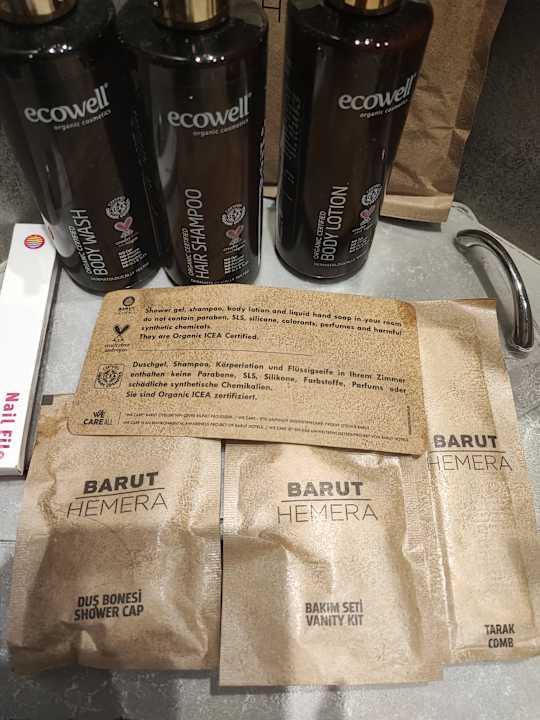 ecowell
organic cosmetics
ORGANIC CERTIFIED
BODY WASH
ecowell
organic cosmetics
ORGANIC CERTIFIED
HAIR SHAMPOO
ecowell
organic cosmetics
ORGANIC CERTIFIED
BODY LOTION
Nail File
BARUT
Shower gel, shampoo, body lotion and liquid hand soap in your room
do not contain paraben, SLS, silicone, colorants, perfumes and harmful
synthetic chemicals.
They are Organic ICEA Certified.
Duschgel, Shampoo, Körperlotion und Flüssigseife in Ihrem Zimmer
enthalten keine Parabene, SLS, Silikone, Farbstoffe, Parfums oder
schädliche synthetische Chemikalien.
Sie sind Organic ICEA zertifiziert.
WE
CARE ALL
BARUT
HEMERA
DUŞ BONESİ
SHOWER CAP
BARUT
HEMERA
BAKIM SETİ
VANITY KIT
BARUT
HEMERA
TARAK
COMB